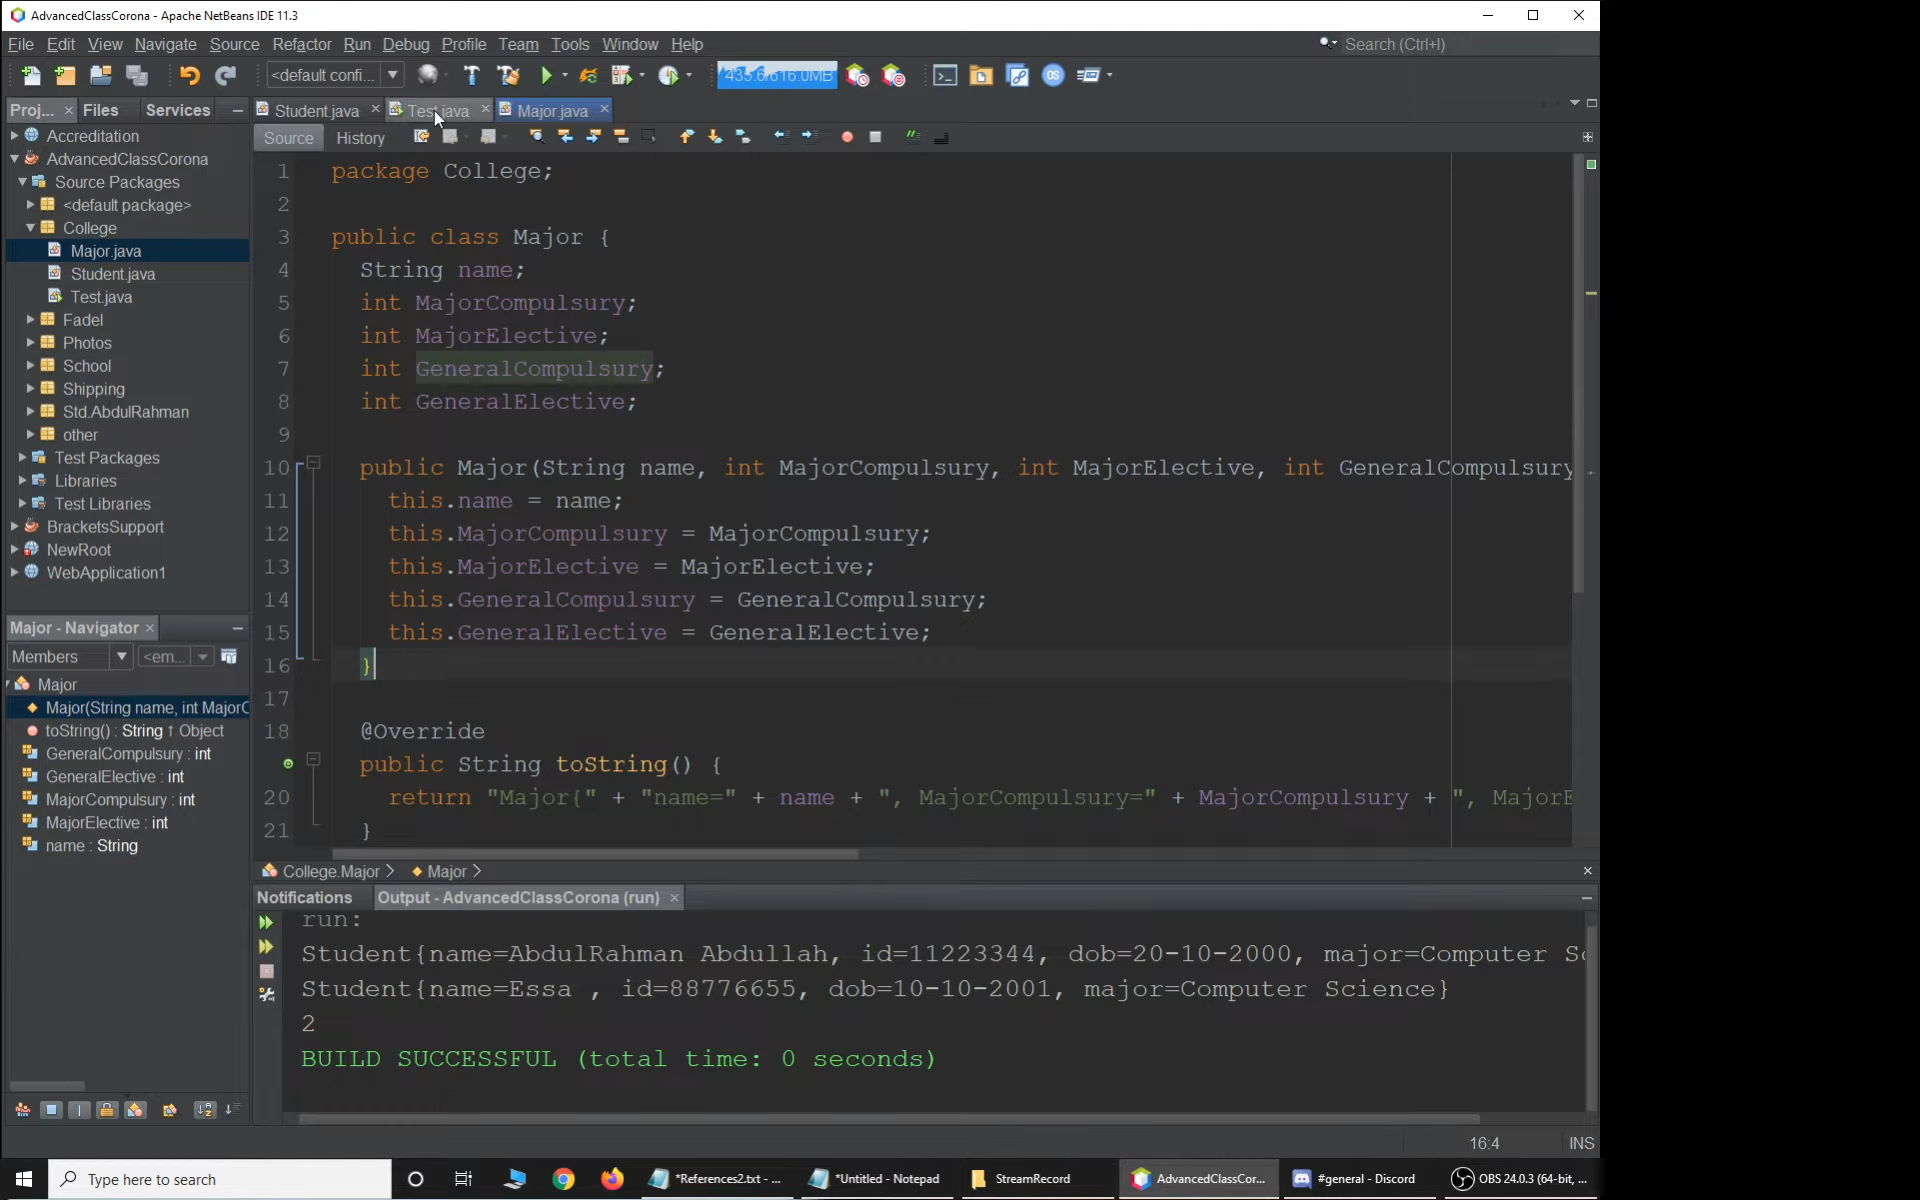 AdvancedClassCorona - Apache NetBeans IDE 11.3
File Edit View Navigate Source Refactor Run Debug Profile Team Tools Window Help
Search (Ctrl+I)
<default confi...
435.6/616.0MB
Proj... Files Services
Student.java Test.java Major.java
Source History
Accreditation
AdvancedClassCorona
Source Packages
<default package>
College
Major.java
Student.java
Test.java
Fadel
Photos
School
Shipping
Std.AbdulRahman
other
Test Packages
Libraries
Test Libraries
BracketsSupport
NewRoot
WebApplication1
Major - Navigator
Members <em...
Major
Major(String name, int MajorC
toString() : String ↑ Object
GeneralCompulsury : int
GeneralElective : int
MajorCompulsury : int
MajorElective : int
name : String
1 package College;
2
3 public class Major {
4 String name;
5 int MajorCompulsury;
6 int MajorElective;
7 int GeneralCompulsury;
8 int GeneralElective;
9
10 public Major(String name, int MajorCompulsury, int MajorElective, int GeneralCompulsury
11 this.name = name;
12 this.MajorCompulsury = MajorCompulsury;
13 this.MajorElective = MajorElective;
14 this.GeneralCompulsury = GeneralCompulsury;
15 this.GeneralElective = GeneralElective;
16 }
17
18 @Override
public String toString() {
20 return "Major{" + "name=" + name + ", MajorCompulsury=" + MajorCompulsury + ", MajorE
21 }
College.Major Major
Notifications Output - AdvancedClassCorona (run)
run:
Student{name=AbdulRahman Abdullah, id=11223344, dob=20-10-2000, major=Computer Sc
Student{name=Essa , id=88776655, dob=10-10-2001, major=Computer Science}
2
BUILD SUCCESSFUL (total time: 0 seconds)
16:4 INS
Type here to search
*References2.txt - ...
*Untitled - Notepad
StreamRecord
AdvancedClassCor...
#general - Discord
OBS 24.0.3 (64-bit, ...